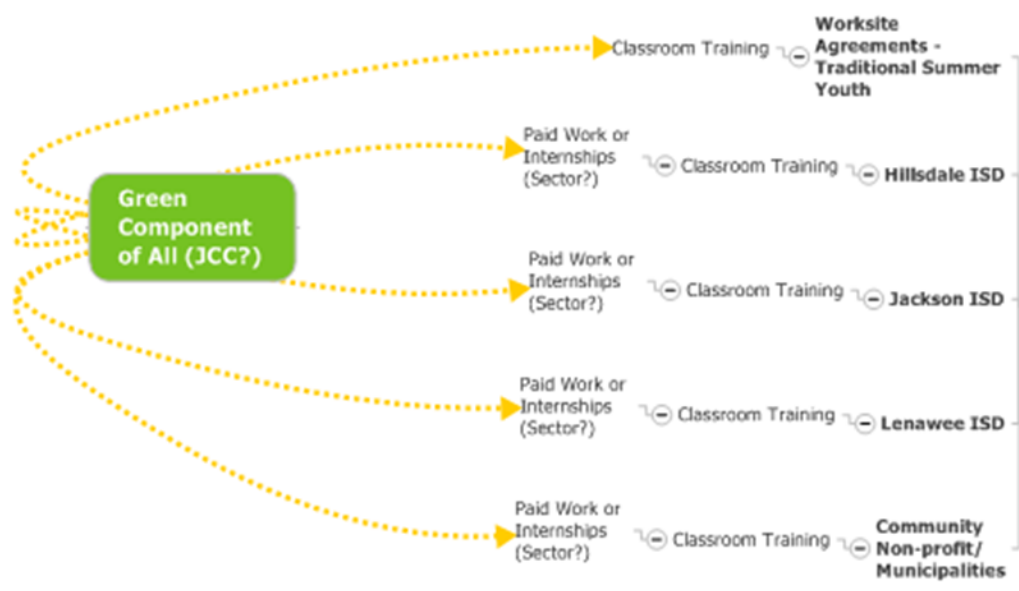 Classroom Training
Worksite
Agreements -
Traditional Summer
Youth
Green
Component
of All (JCC?)
Paid Work or
Internships
(Sector?)
Classroom Training
Hillsdale ISD
Paid Work or
Internships
(Sector?)
Classroom Training
Jackson ISD
Paid Work or
Internships
(Sector?)
Classroom Training
Lenawee ISD
Paid Work or
Internships
(Sector?)
Classroom Training
Community
Non-profit/
Municipalities